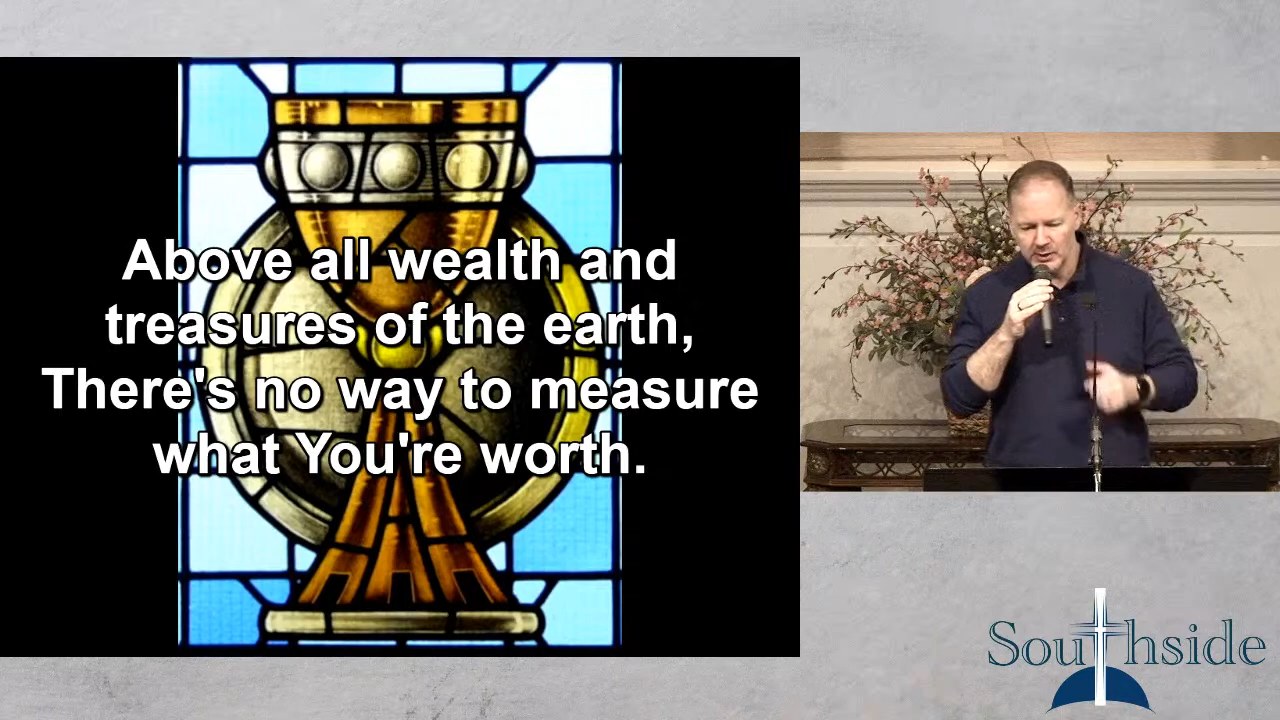 Above all wealth and
treasures of the earth,
There's no way to measure
what You're worth.
Southside